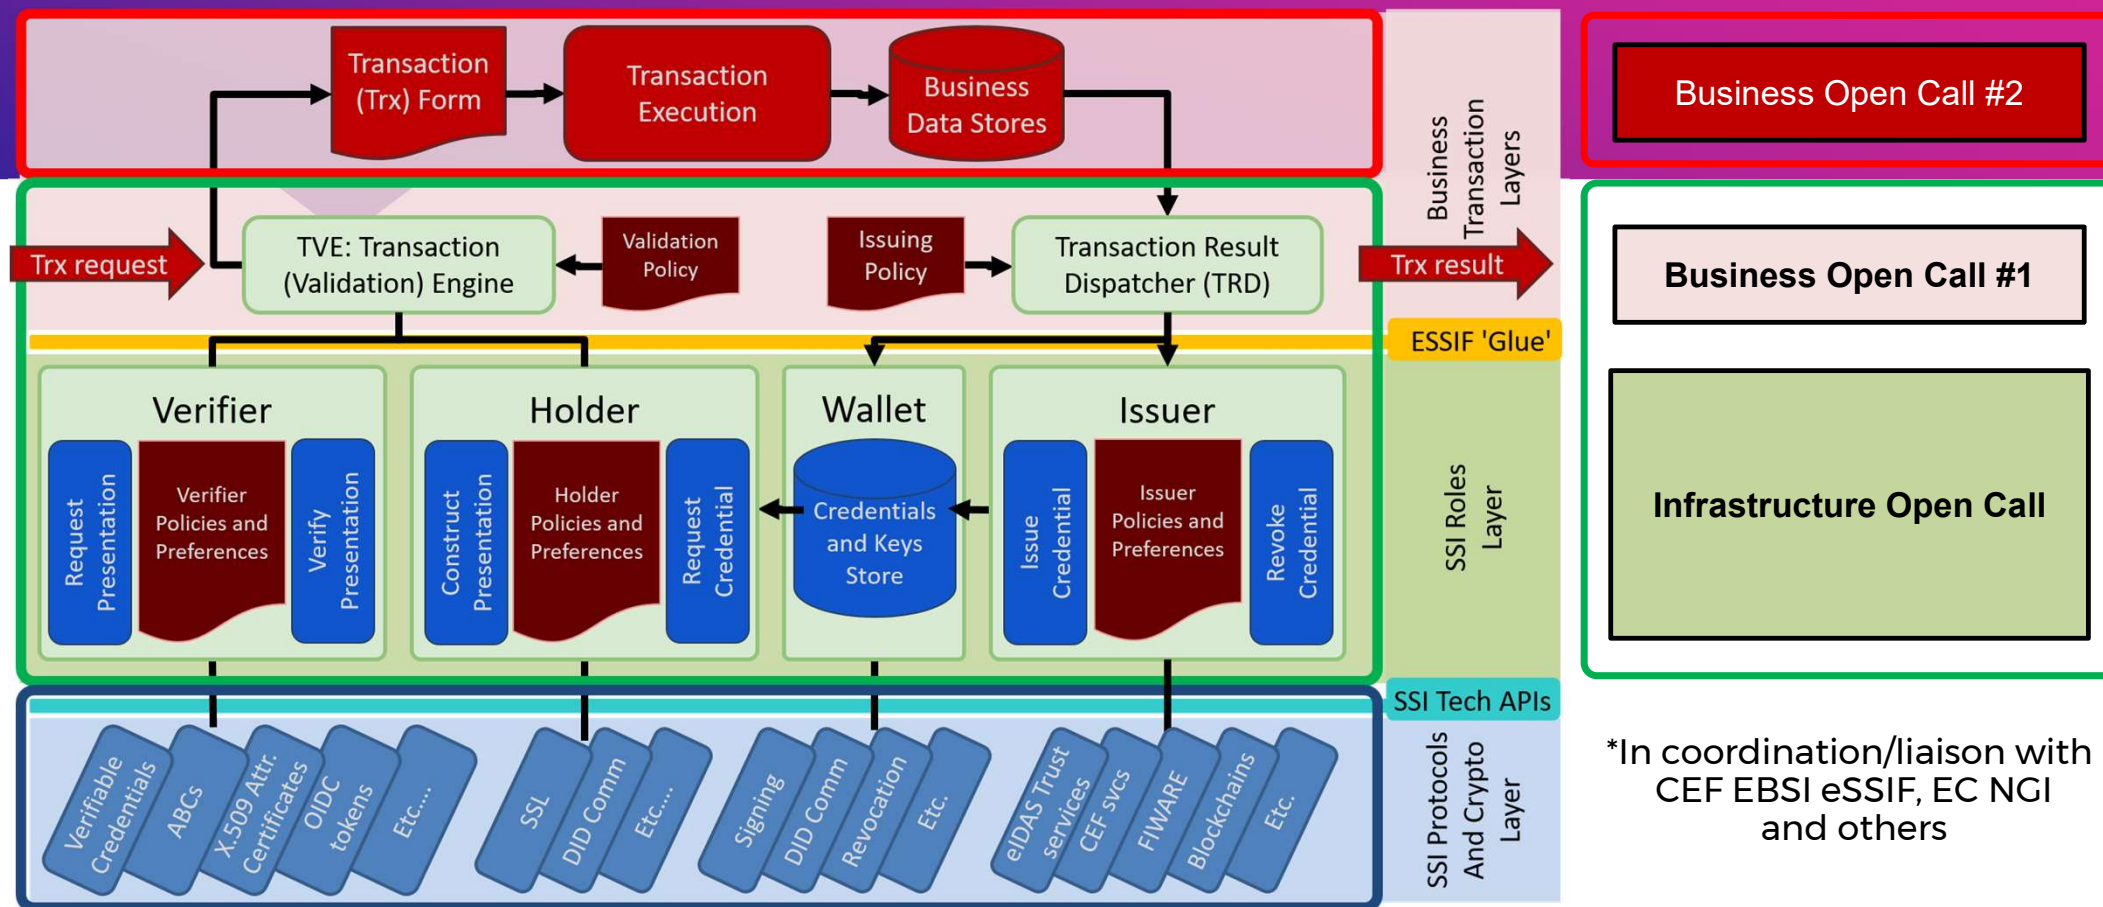 Transaction
(Trx) Form
Transaction
Execution
Business
Data Stores
Business
Transaction
Layers
Business Open Call #2
Trx request
TVE: Transaction
(Validation) Engine
Validation
Policy
Issuing
Policy
Transaction Result
Dispatcher (TRD)
Trx result
Business Open Call #1
ESSIF 'Glue'
Verifier
Request
Presentation
Verifier
Policies and
Preferences
Verify
Presentation
Holder
Construct
Presentation
Holder
Policies and
Preferences
Request
Credential
Wallet
Credentials
and Keys
Store
Issuer
Issue
Credential
Issuer
Policies and
Preferences
Revoke
Credential
SSI Roles
Layer
Infrastructure Open Call
SSI Tech APIs
Verifiable
Credentials
ABCs
X.509 Attr.
Certificates
OIDC
tokens
Etc....
SSL
DID Comm
Etc....
Signing
DID Comm
Revocation
Etc.
eIDAS Trust
services
CEF svcs
FIWARE
Blockchains
Etc.
SSI Protocols
And Crypto
Layer
*In coordination/liaison with
CEF EBSI eSSIF, EC NGI
and others